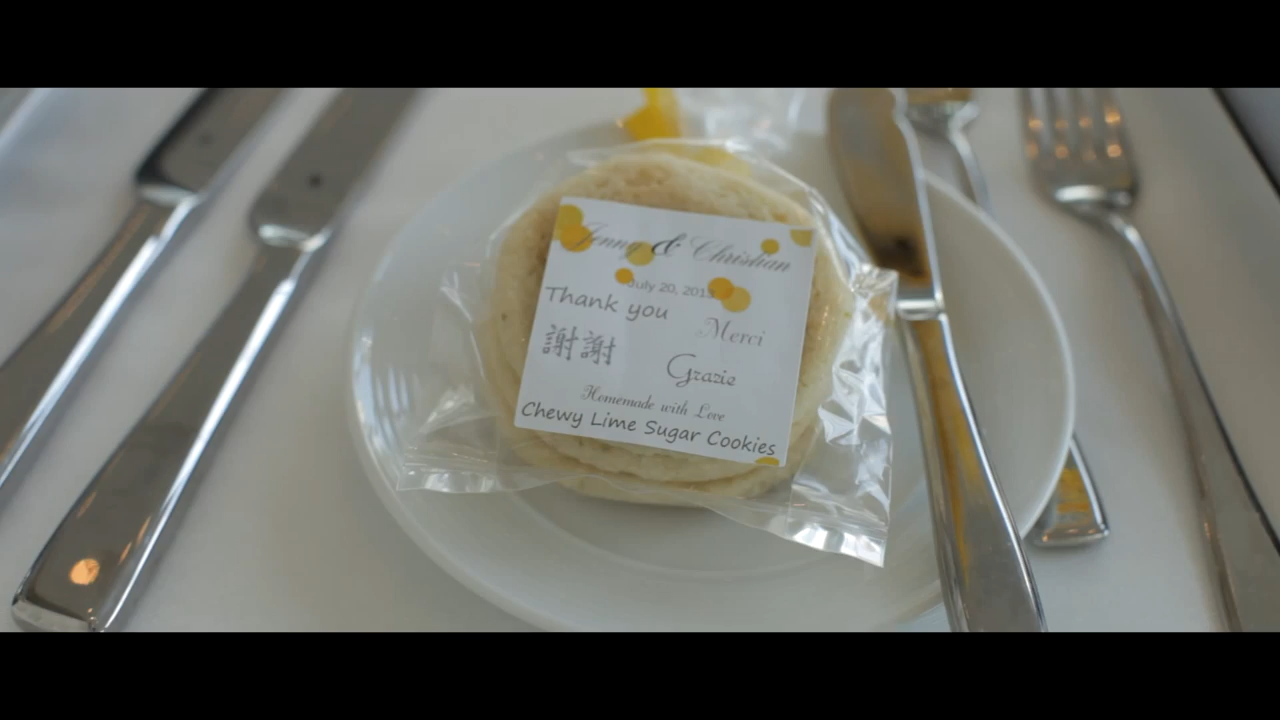 Jenny & Christian
July 20, 2013
Thank you
Merci
謝謝
Grazie
Homemade with Love
Chewy Lime Sugar Cookies